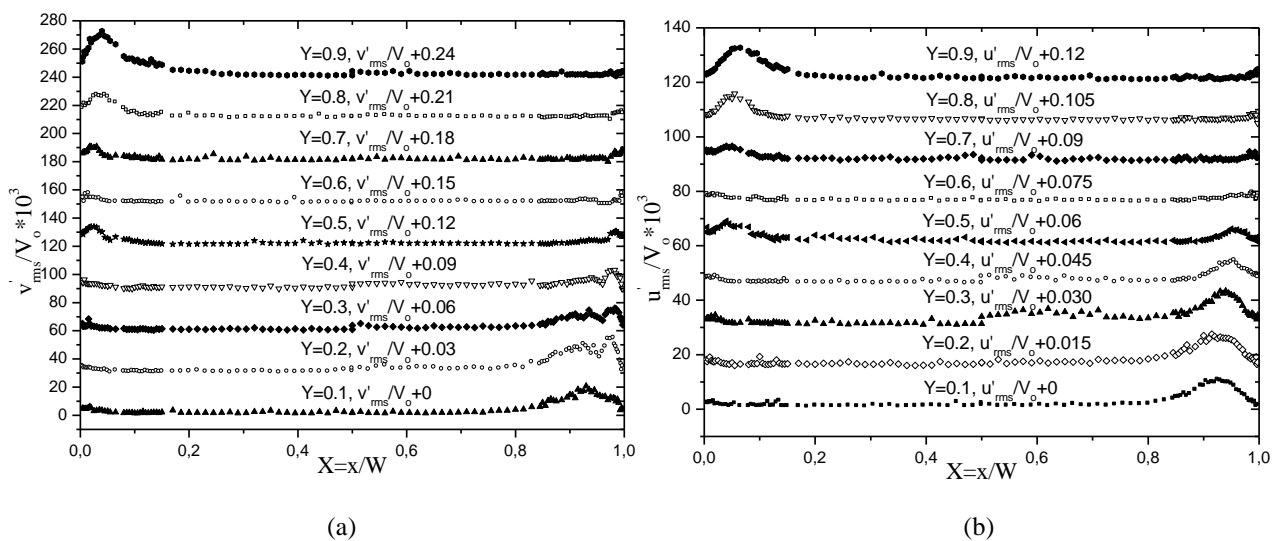 280
260
240
220
200
180
160
140
120
100
80
60
40
20
0
v'rms/Vo*10^3
Y=0.9, v'rms/Vo+0.24
Y=0.8, v'rms/Vo+0.21
Y=0.7, v'rms/Vo+0.18
Y=0.6, v'rms/Vo+0.15
Y=0.5, v'rms/Vo+0.12
Y=0.4, v'rms/Vo+0.09
Y=0.3, v'rms/Vo+0.06
Y=0.2, v'rms/Vo+0.03
Y=0.1, v'rms/Vo+0
0,0 0,2 0,4 0,6 0,8 1,0
X=x/W
(a)
140
120
100
80
60
40
20
0
u'rms/Vo*10^3
Y=0.9, u'rms/Vo+0.12
Y=0.8, u'rms/Vo+0.105
Y=0.7, u'rms/Vo+0.09
Y=0.6, u'rms/Vo+0.075
Y=0.5, u'rms/Vo+0.06
Y=0.4, u'rms/Vo+0.045
Y=0.3, u'rms/Vo+0.030
Y=0.2, u'rms/Vo+0.015
Y=0.1, u'rms/Vo+0
0,0 0,2 0,4 0,6 0,8 1,0
X=x/W
(b)